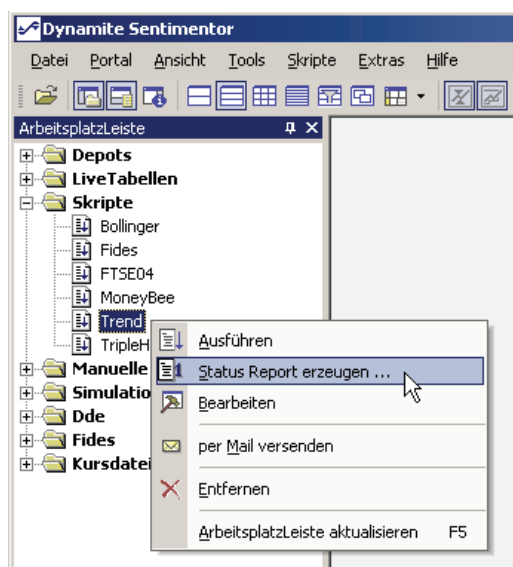 Dynamite Sentimentor
Datei Portal Ansicht Tools Skripte Extras Hilfe
ArbeitsplatzLeiste
Depots
LiveTabellen
Skripte
Bollinger
Fides
FTSE04
MoneyBee
Trend
TripleH
Manuelle
Simulatio
Dde
Fides
Kursdatei
Ausführen
Status Report erzeugen ...
Bearbeiten
per Mail versenden
Entfernen
ArbeitsplatzLeiste aktualisieren F5